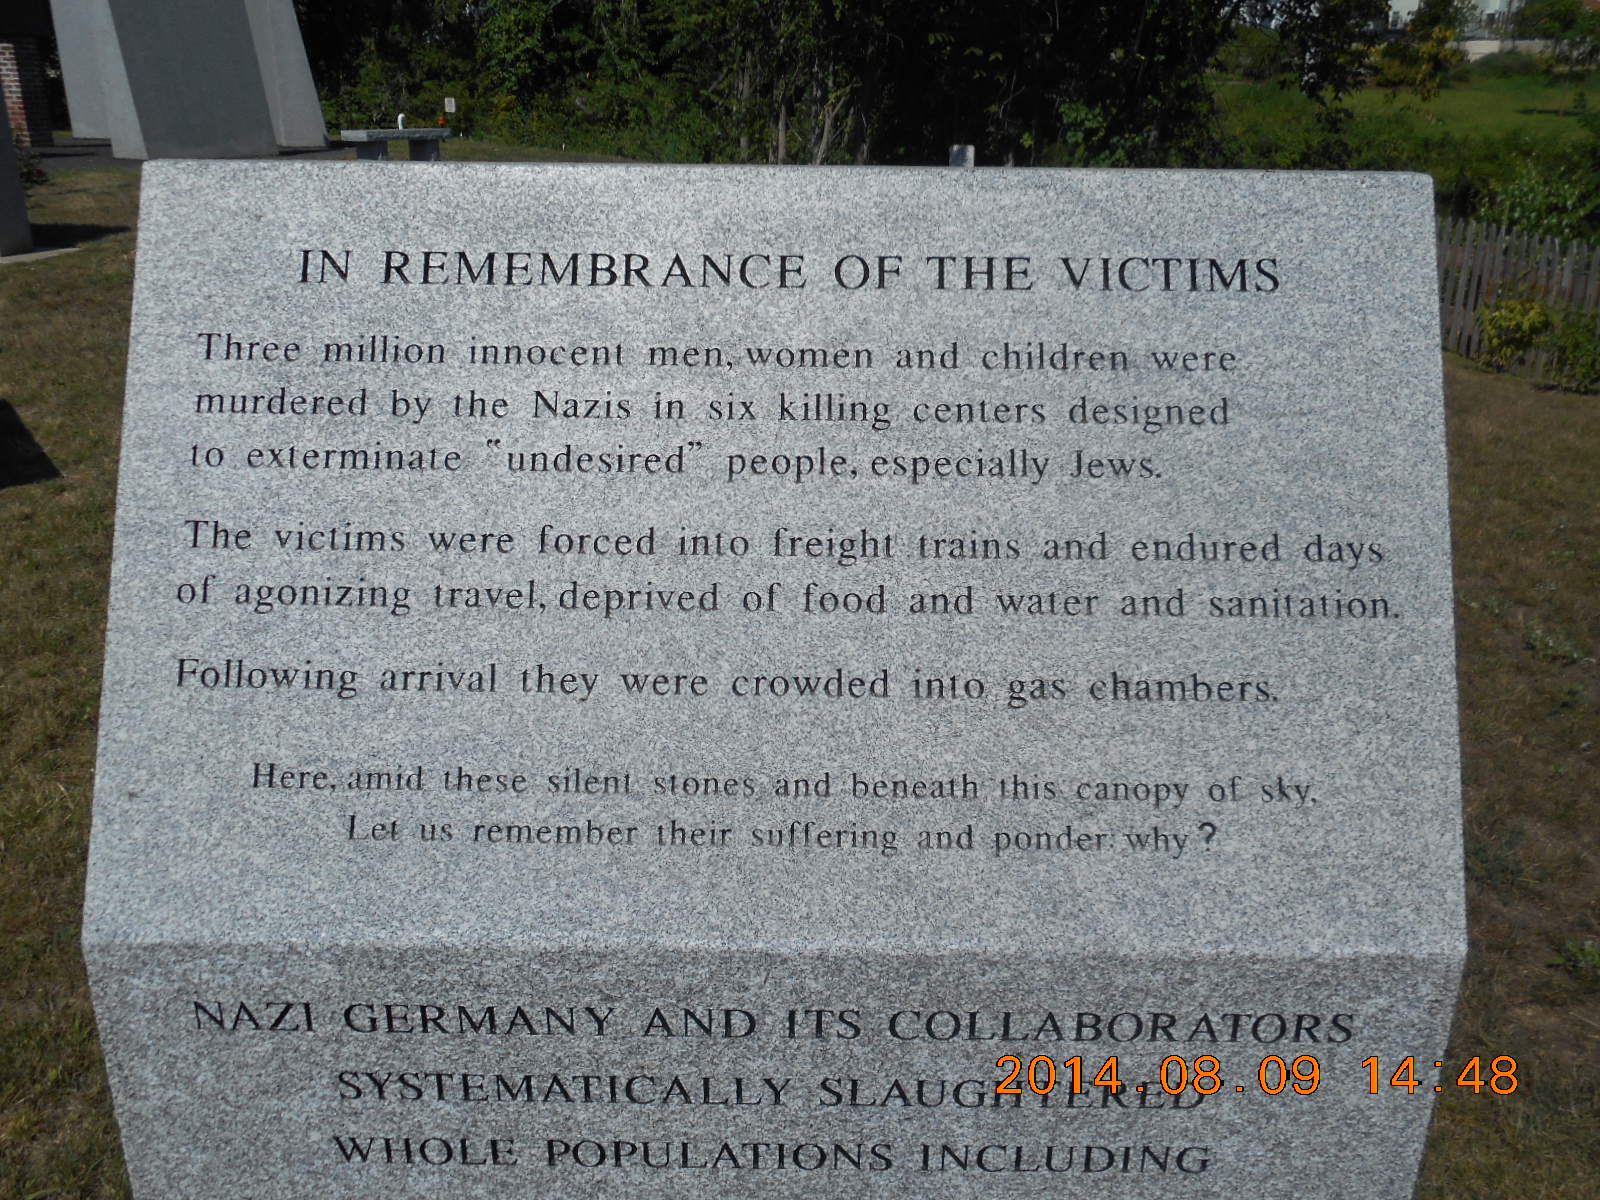 IN REMEMBRANCE OF THE VICTIMS
Three million innocent men, women and children were
murdered by the Nazis in six killing centers designed
to exterminate “undesired” people, especially Jews.
The victims were forced into freight trains and endured days
of agonizing travel, deprived of food and water and sanitation.
Following arrival they were crowded into gas chambers.
Here, amid these silent stones and beneath this canopy of sky,
Let us remember their suffering and ponder: why?
NAZI GERMANY AND ITS COLLABORATORS
SYSTEMATICALLY SLAUGHTERED
WHOLE POPULATIONS INCLUDING
2014.08.09 14:48